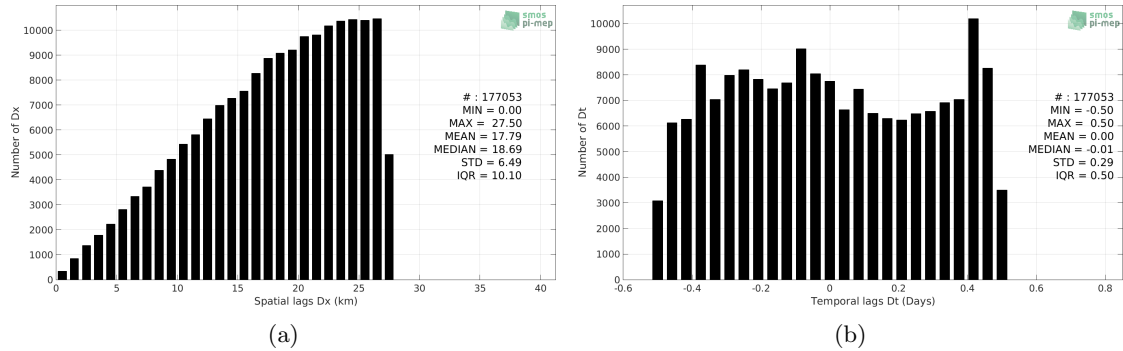 smos
pi-mep
10000
9000
8000
7000
6000
5000
4000
3000
2000
1000
0
Number of Dx
# : 177053
MIN = 0.00
MAX = 27.50
MEAN = 17.79
MEDIAN = 18.69
STD = 6.49
IQR = 10.10
0 5 10 15 20 25 30 35 40
Spatial lags Dx (km)
(a)
smos
pi-mep
10000
9000
8000
7000
6000
5000
4000
3000
2000
1000
0
Number of Dt
# : 177053
MIN = -0.50
MAX = 0.50
MEAN = 0.00
MEDIAN = -0.01
STD = 0.29
IQR = 0.50
-0.6 -0.4 -0.2 0 0.2 0.4 0.6 0.8
Temporal lags Dt (Days)
(b)